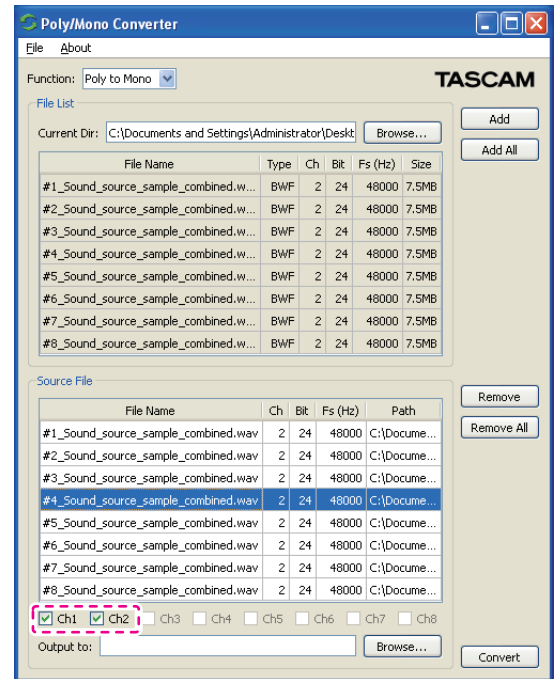 Poly/Mono Converter
File About
Function: Poly to Mono
TASCAM
File List
Current Dir: C:\Documents and Settings\Administrator\Deskt Browse...
Add
Add All
File Name Type Ch Bit Fs (Hz) Size
#1_Sound_source_sample_combined.w... BWF 2 24 48000 7.5MB
#2_Sound_source_sample_combined.w... BWF 2 24 48000 7.5MB
#3_Sound_source_sample_combined.w... BWF 2 24 48000 7.5MB
#4_Sound_source_sample_combined.w... BWF 2 24 48000 7.5MB
#5_Sound_source_sample_combined.w... BWF 2 24 48000 7.5MB
#6_Sound_source_sample_combined.w... BWF 2 24 48000 7.5MB
#7_Sound_source_sample_combined.w... BWF 2 24 48000 7.5MB
#8_Sound_source_sample_combined.w... BWF 2 24 48000 7.5MB
Source File
Remove
Remove All
File Name Ch Bit Fs (Hz) Path
#1_Sound_source_sample_combined.wav 2 24 48000 C:\Docume...
#2_Sound_source_sample_combined.wav 2 24 48000 C:\Docume...
#3_Sound_source_sample_combined.wav 2 24 48000 C:\Docume...
#4_Sound_source_sample_combined.wav 2 24 48000 C:\Docume...
#5_Sound_source_sample_combined.wav 2 24 48000 C:\Docume...
#6_Sound_source_sample_combined.wav 2 24 48000 C:\Docume...
#7_Sound_source_sample_combined.wav 2 24 48000 C:\Docume...
#8_Sound_source_sample_combined.wav 2 24 48000 C:\Docume...
Ch1 Ch2 Ch3 Ch4 Ch5 Ch6 Ch7 Ch8
Output to: Browse...
Convert